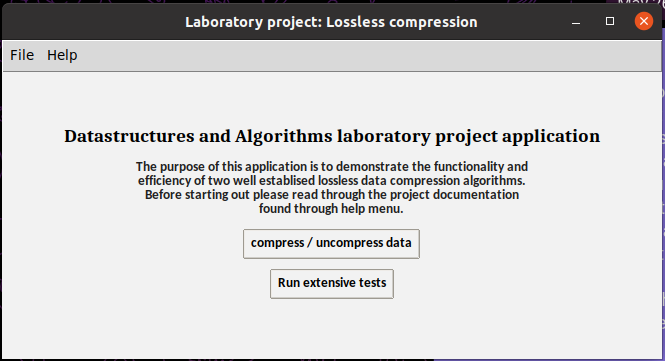 Laboratory project: Lossless compression
File Help
Datastructures and Algorithms laboratory project application
The purpose of this application is to demonstrate the functionality and
efficiency of two well establised lossless data compression algorithms.
Before starting out please read through the project documentation
found through help menu.
compress / uncompress data
Run extensive tests